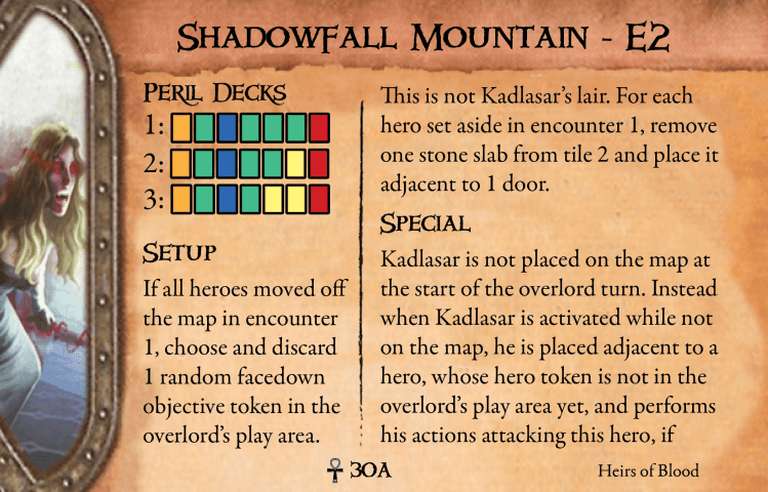 Shadowfall Mountain - E2
Peril Decks
1:
2:
3:
Setup
If all heroes moved off
the map in encounter
1, choose and discard
1 random facedown
objective token in the
overlord's play area.
This is not Kadlasar's lair. For each
hero set aside in encounter 1, remove
one stone slab from tile 2 and place it
adjacent to 1 door.
Special
Kadlasar is not placed on the map at
the start of the overlord turn. Instead
when Kadlasar is activated while not
on the map, he is placed adjacent to a
hero, whose hero token is not in the
overlord's play area yet, and performs
his actions attacking this hero, if
30A
Heirs of Blood